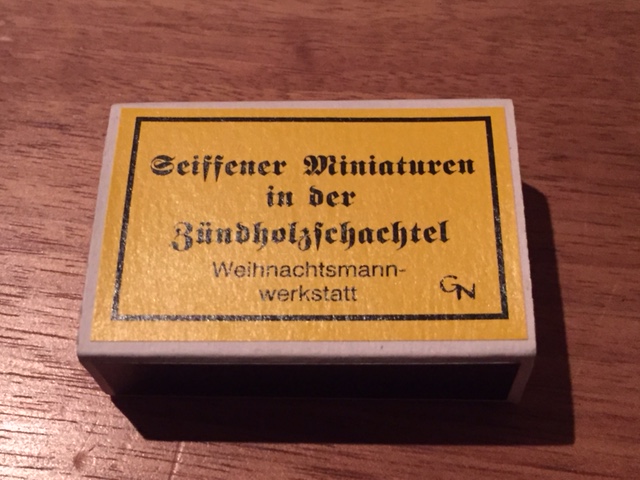 Seiffener Miniaturen
in der
Zündholzschachtel
Weihnachtsmann-
werkstatt
GN